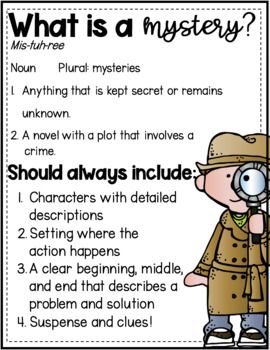 What is a mystery?
Mis-tuh-ree
Noun Plural: mysteries
1. Anything that is kept secret or remains
unknown.
2. A novel with a plot that involves a
crime.
Should always include:
1. Characters with detailed
descriptions
2. Setting where the
action happens
3. A clear beginning, middle,
and end that describes a
problem and solution
4. Suspense and clues!